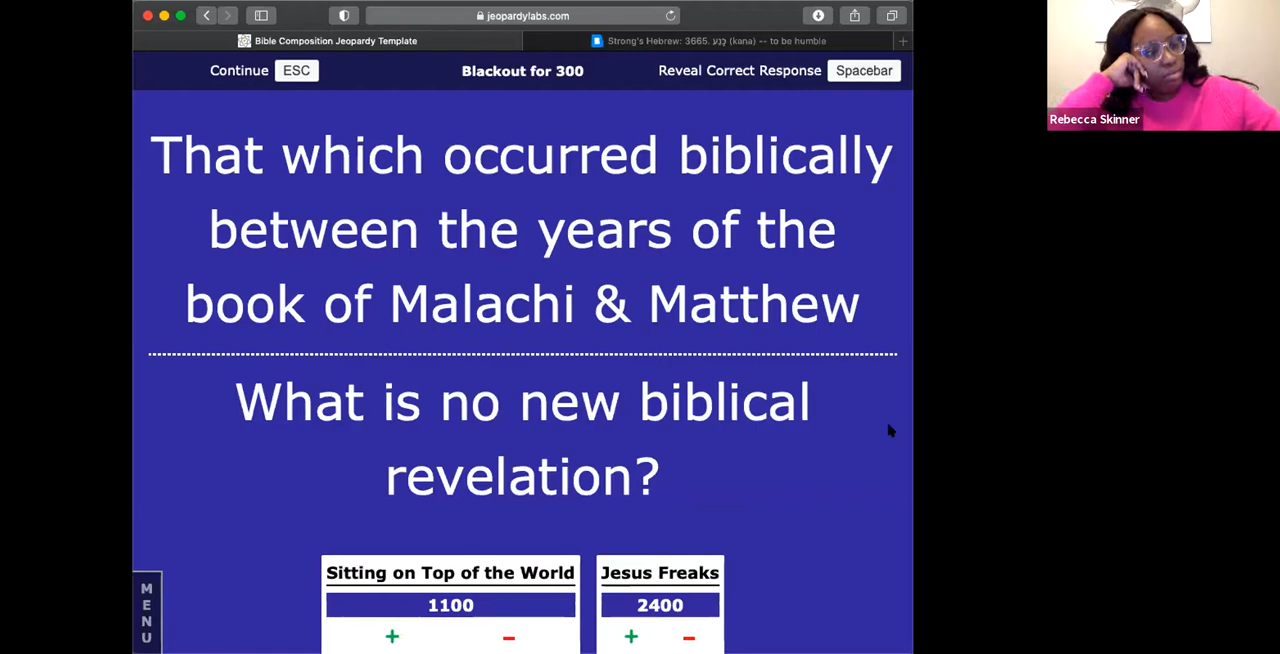 jeopardylabs.com
Bible Composition Jeopardy Template
Strong's Hebrew: 3665. כָּנַע (kana) -- to be humble
Continue ESC
Blackout for 300
Reveal Correct Response Spacebar
Rebecca Skinner
That which occurred biblically
between the years of the
book of Malachi & Matthew
What is no new biblical
revelation?
Sitting on Top of the World
Jesus Freaks
1100
2400
+ −
+ −
MENU